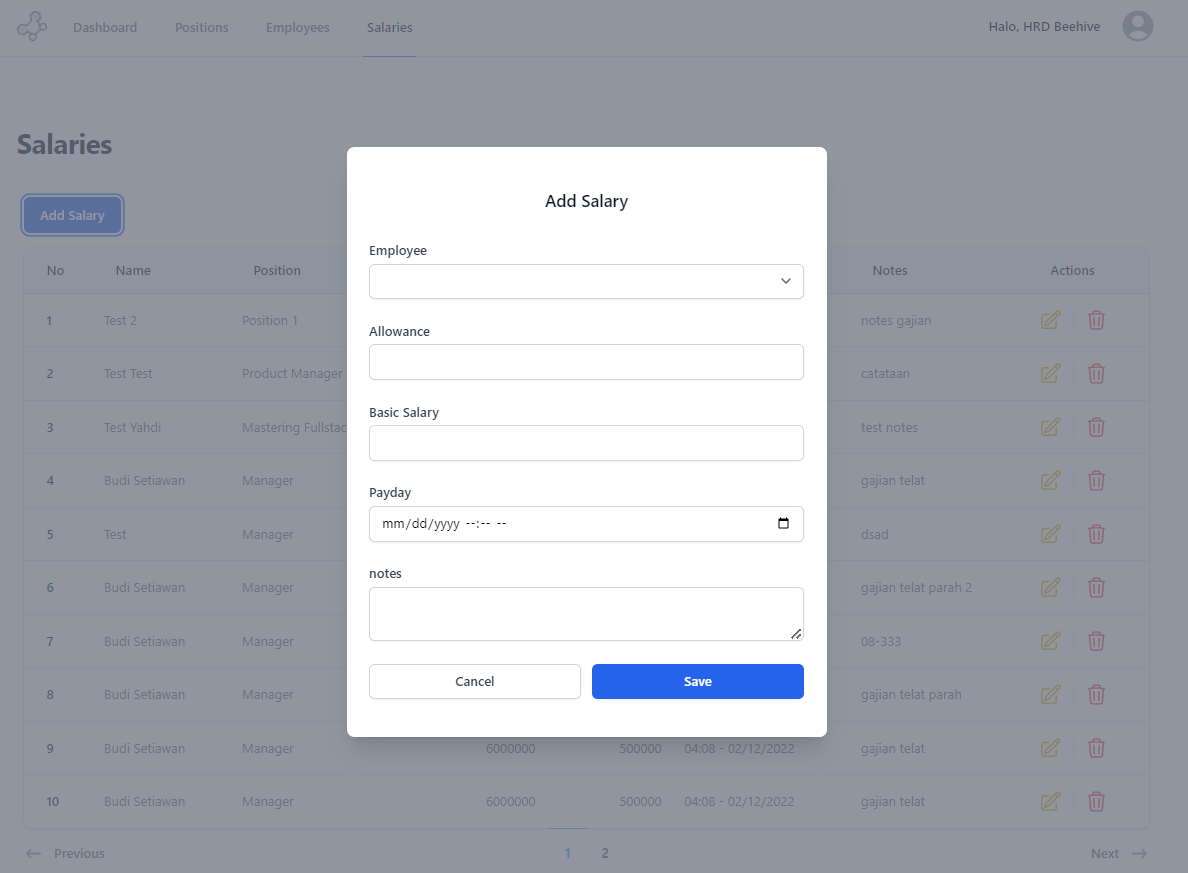 Dashboard Positions Employees Salaries Halo, HRD Beehive
Salaries
Add Salary
No Name Position Notes Actions
1 Test 2 Position 1 notes gajian
2 Test Test Product Manager catataan
3 Test Yahdi Mastering Fullstac test notes
4 Budi Setiawan Manager gajian telat
5 Test Manager dsad
6 Budi Setiawan Manager gajian telat parah 2
7 Budi Setiawan Manager 08-333
8 Budi Setiawan Manager gajian telat parah
9 Budi Setiawan Manager 6000000 500000 04:08 - 02/12/2022 gajian telat
10 Budi Setiawan Manager 6000000 500000 04:08 - 02/12/2022 gajian telat
Previous 1 2 Next
Add Salary
Employee
Allowance
Basic Salary
Payday
mm/dd/yyyy --:-- --
notes
Cancel Save